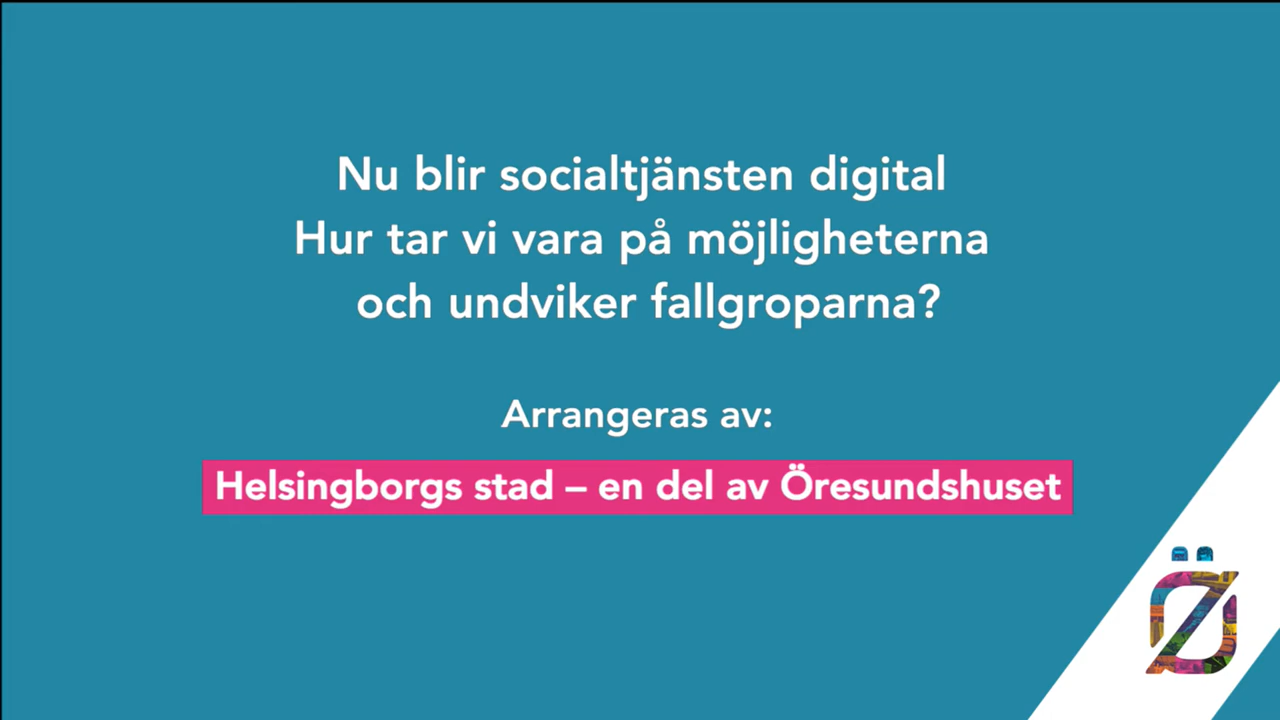 Nu blir socialtjänsten digital
Hur tar vi vara på möjligheterna
och undviker fallgroparna?
Arrangeras av:
Helsingborgs stad – en del av Öresundshuset